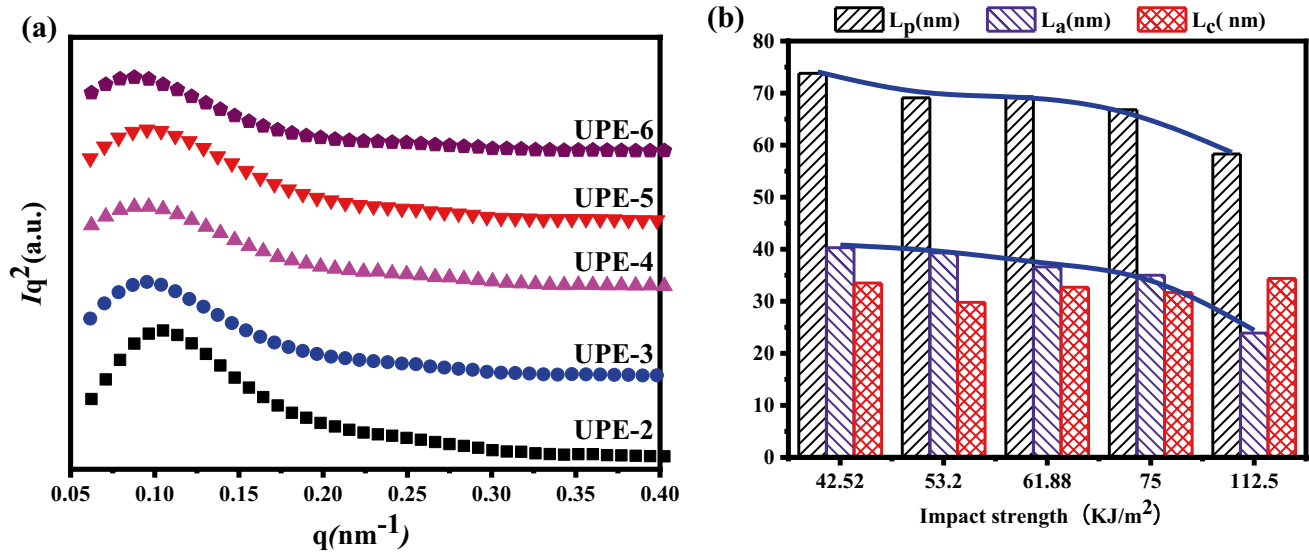 (a)
Iq²(a.u.)
UPE-6
UPE-5
UPE-4
UPE-3
UPE-2
0.05 0.10 0.15 0.20 0.25 0.30 0.35 0.40
q(nm⁻¹)
(b)
Lp(nm) La(nm) Lc( nm)
80
70
60
50
40
30
20
10
0
42.52 53.2 61.88 75 112.5
Impact strength（KJ/m²）